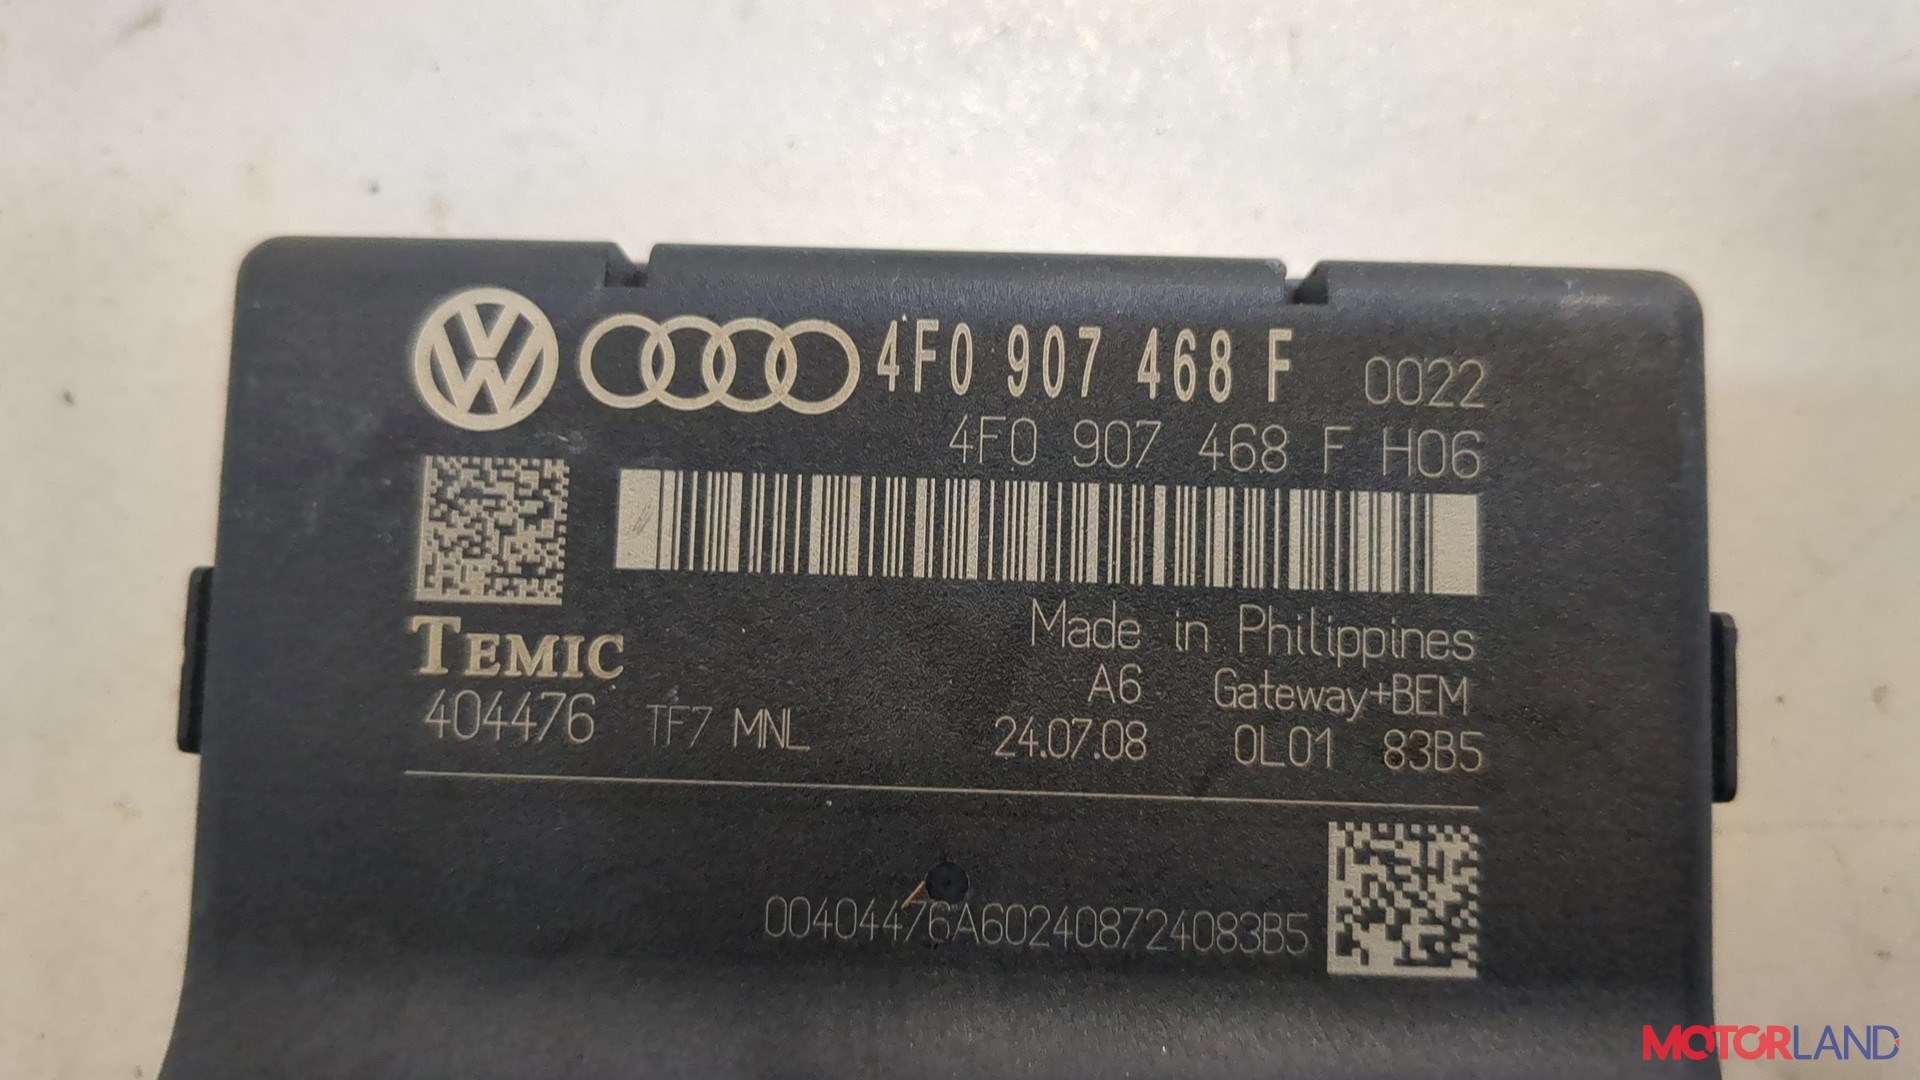 4F0 907 468 F 0022
4F0 907 468 F H06
Made in Philippines
TEMIC
A6 Gateway+BEM
404476 TF7 MNL 24.07.08 0L01 83B5
00404476A602408724083B5
MOTORLAND